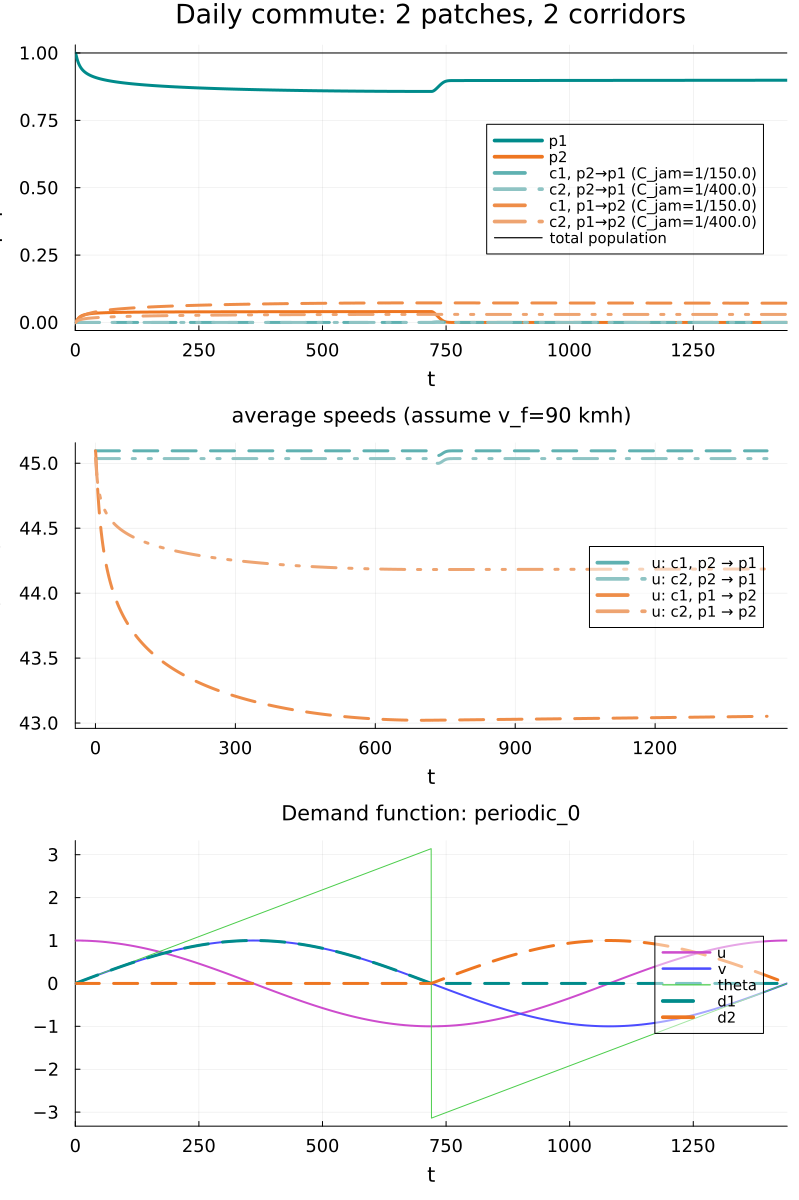 Daily commute: 2 patches, 2 corridors
1.00
0.75
0.50
0.25
0.00
p1
p2
c1, p2→p1 (C_jam=1/150.0)
c2, p2→p1 (C_jam=1/400.0)
c1, p1→p2 (C_jam=1/150.0)
c2, p1→p2 (C_jam=1/400.0)
total population
0 250 500 750 1000 1250
t
average speeds (assume v_f=90 kmh)
45.0
44.5
44.0
43.5
43.0
u: c1, p2 → p1
u: c2, p2 → p1
u: c1, p1 → p2
u: c2, p1 → p2
0 300 600 900 1200
t
Demand function: periodic_0
3
2
1
0
−1
−2
−3
u
v
theta
d1
d2
0 250 500 750 1000 1250
t